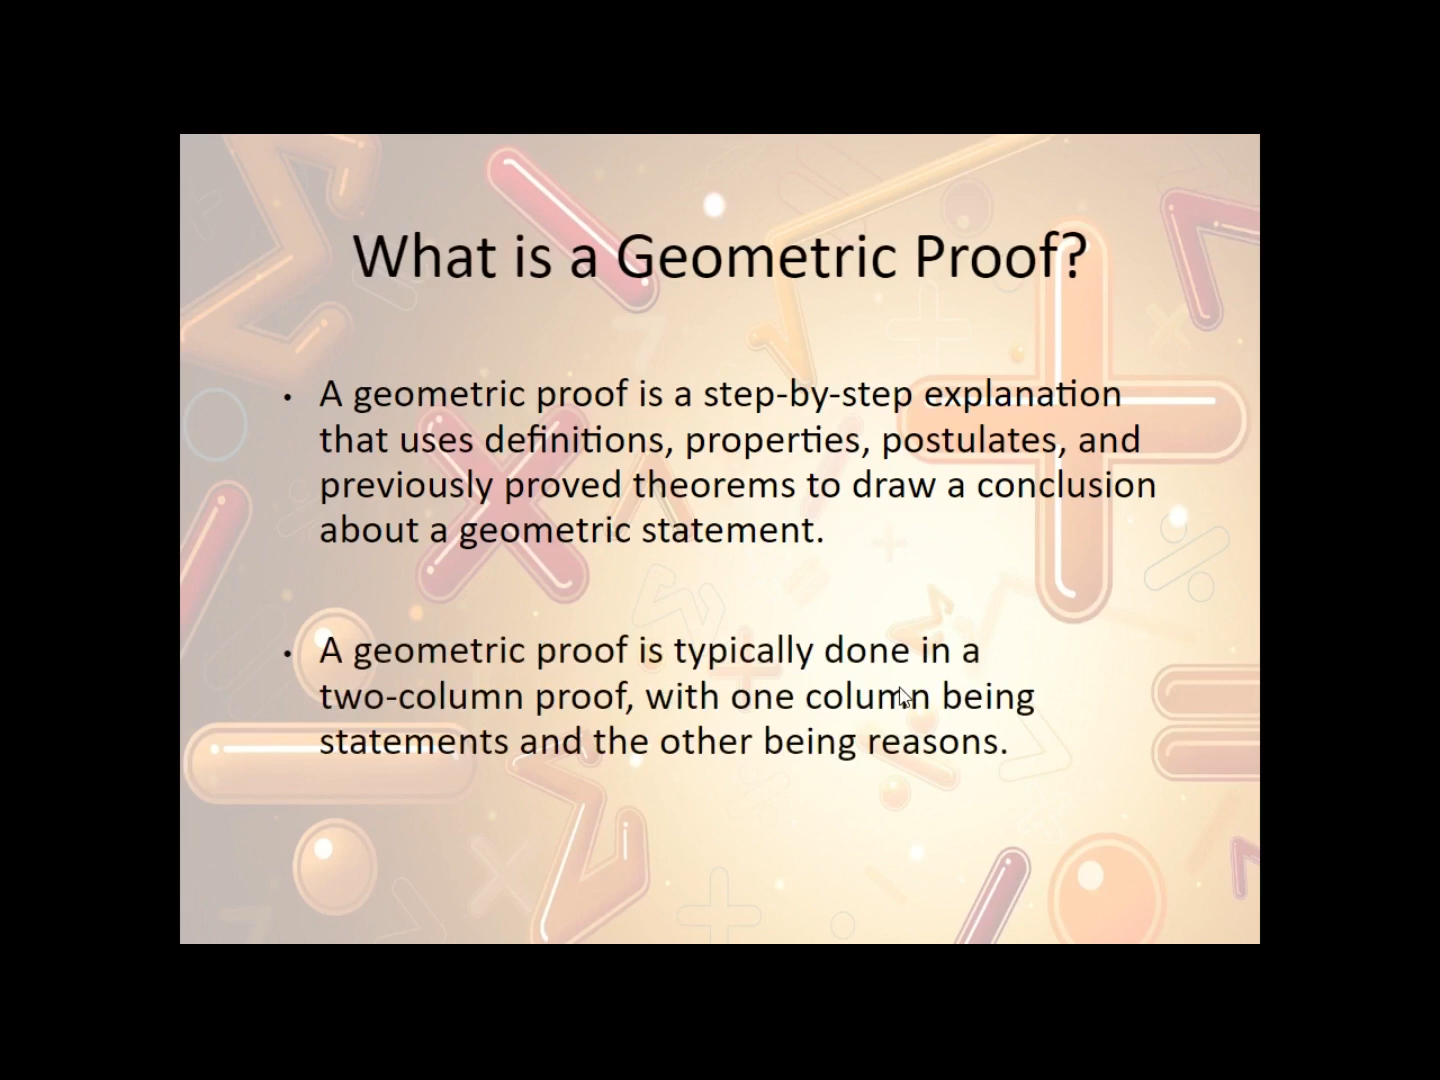 What is a Geometric Proof?
• A geometric proof is a step-by-step explanation
that uses definitions, properties, postulates, and
previously proved theorems to draw a conclusion
about a geometric statement.
• A geometric proof is typically done in a
two-column proof, with one column being
statements and the other being reasons.